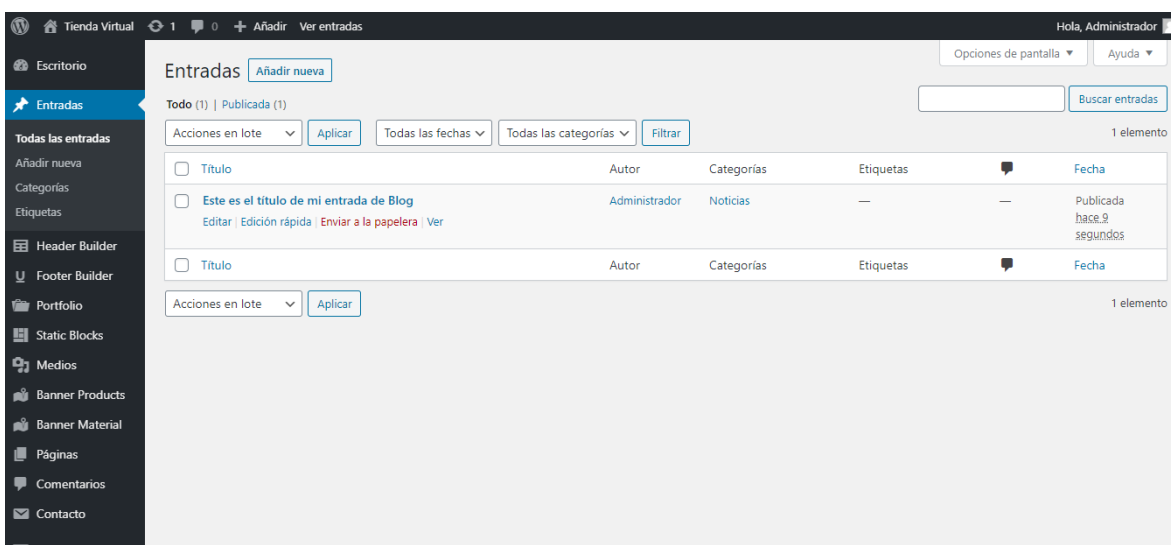 Tienda Virtual 1 0 + Añadir Ver entradas Hola, Administrador
Opciones de pantalla ▼ Ayuda ▼
Escritorio
Entradas
Todas las entradas
Añadir nueva
Categorías
Etiquetas
Header Builder
Footer Builder
Portfolio
Static Blocks
Medios
Banner Products
Banner Material
Páginas
Comentarios
Contacto
Entradas Añadir nueva
Todo (1) | Publicada (1)
Buscar entradas
Acciones en lote Aplicar Todas las fechas Todas las categorías Filtrar 1 elemento
Título Autor Categorías Etiquetas Fecha
Este es el título de mi entrada de Blog Administrador Noticias — — Publicada
hace 9
segundos
Editar | Edición rápida | Enviar a la papelera | Ver
Título Autor Categorías Etiquetas Fecha
Acciones en lote Aplicar 1 elemento